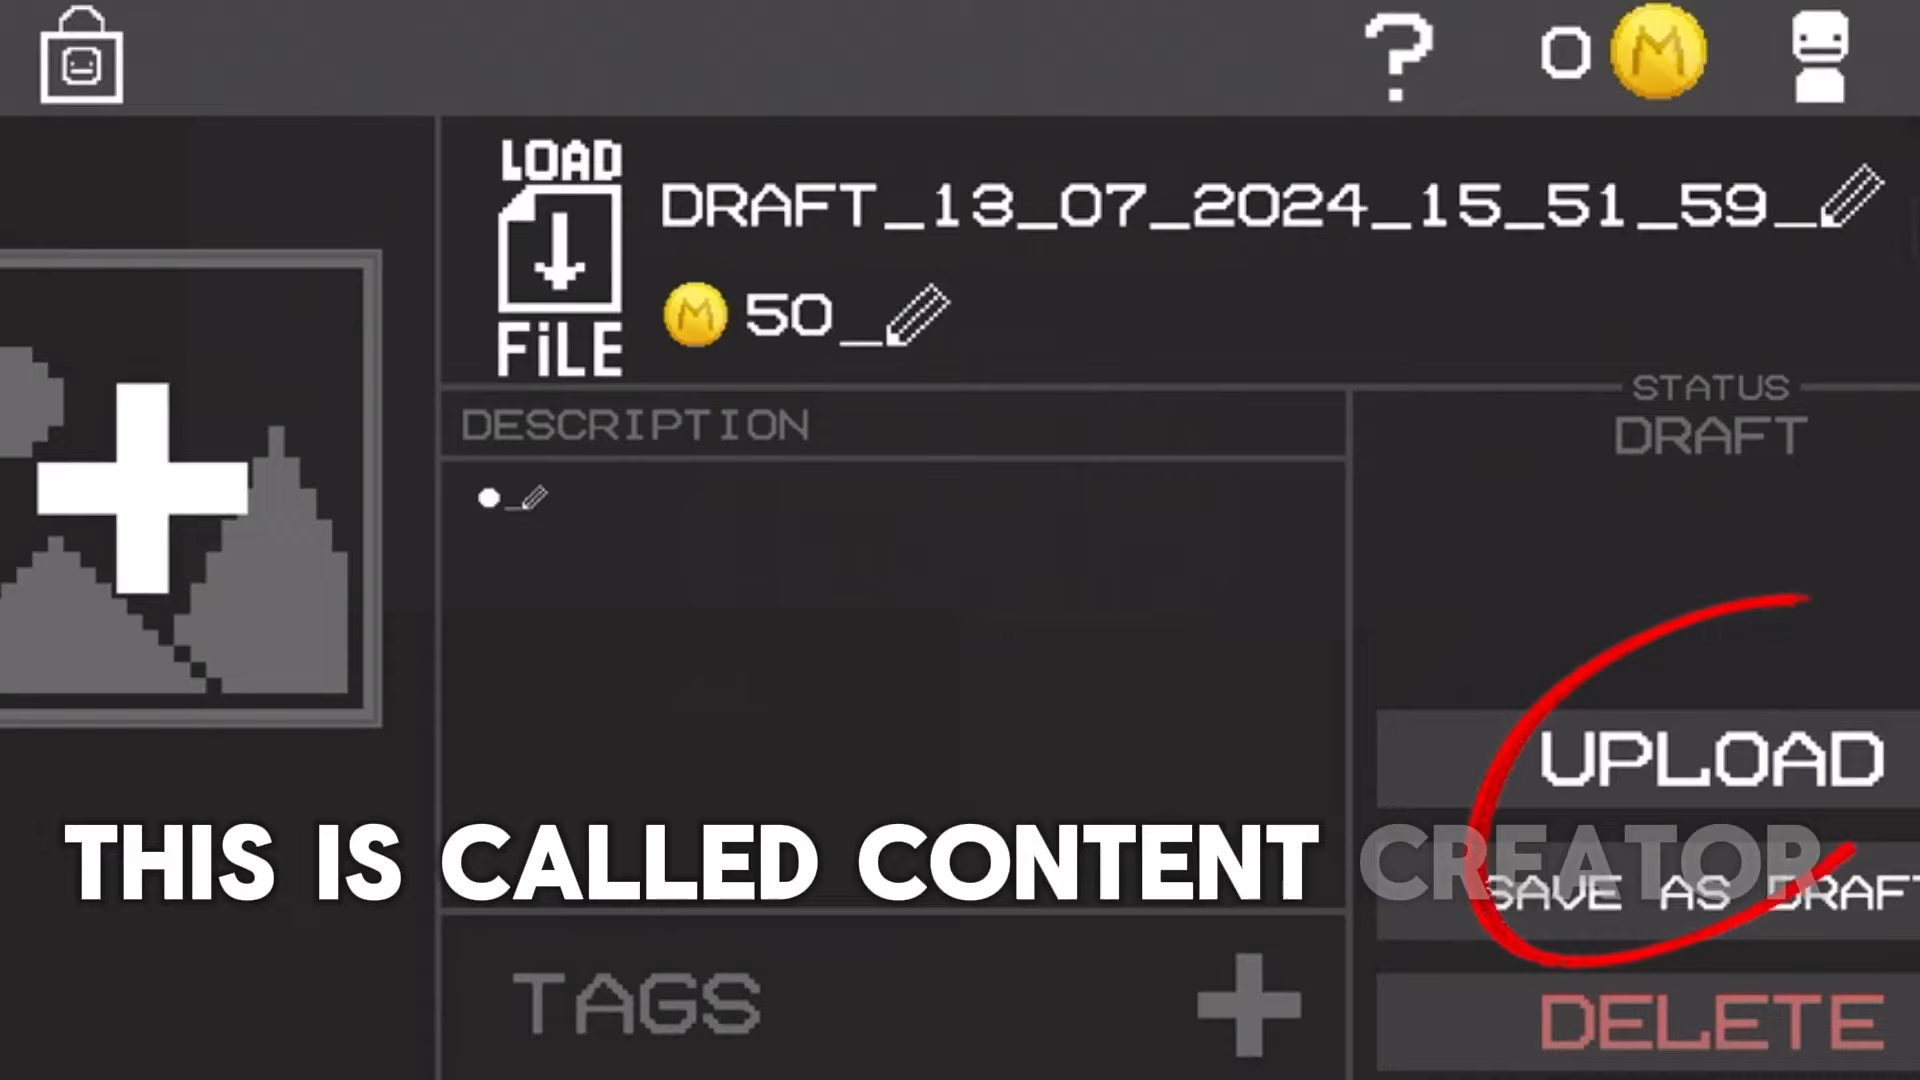 0
LOAD
FiLE
DRAFT_13_07_2024_15_51_59_
50_
STATUS
DRAFT
DESCRIPTION
UPLOAD
THIS IS CALLED CONTENT CREATOR
SAVE AS DRAFT
TAGS
DELETE